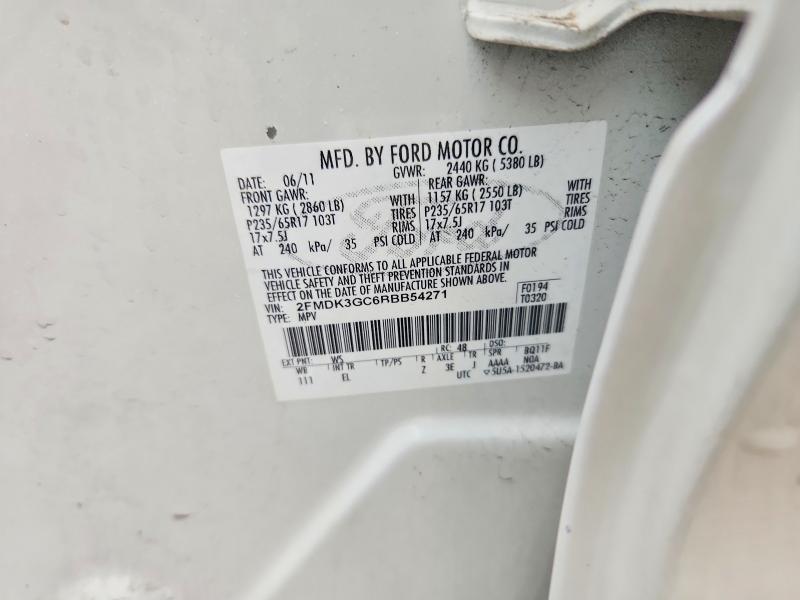 MFD. BY FORD MOTOR CO.
DATE: 06/11 GVWR: 2440 KG ( 5380 LB)
FRONT GAWR: REAR GAWR:
1297 KG ( 2860 LB) WITH 1157 KG ( 2550 LB) WITH
P235/65R17 103T TIRES P235/65R17 103T TIRES
17x7.5J RIMS 17x7.5J RIMS
AT 240 kPa/ 35 PSI COLD AT 240 kPa/ 35 PSI COLD
Ford
THIS VEHICLE CONFORMS TO ALL APPLICABLE FEDERAL MOTOR
VEHICLE SAFETY AND THEFT PREVENTION STANDARDS IN
EFFECT ON THE DATE OF MANUFACTURE SHOWN ABOVE.
VIN: 2FMDK3GC6RBB54271 F0194
TYPE: MPV T0320
EXT PNT: WS RC: 48 DSO:
WB INT TR TP/PS R AXLE TR SPR BQ11F
111 EL Z 3E J AAAA NOA
UTC 5U5A-1520472-BA